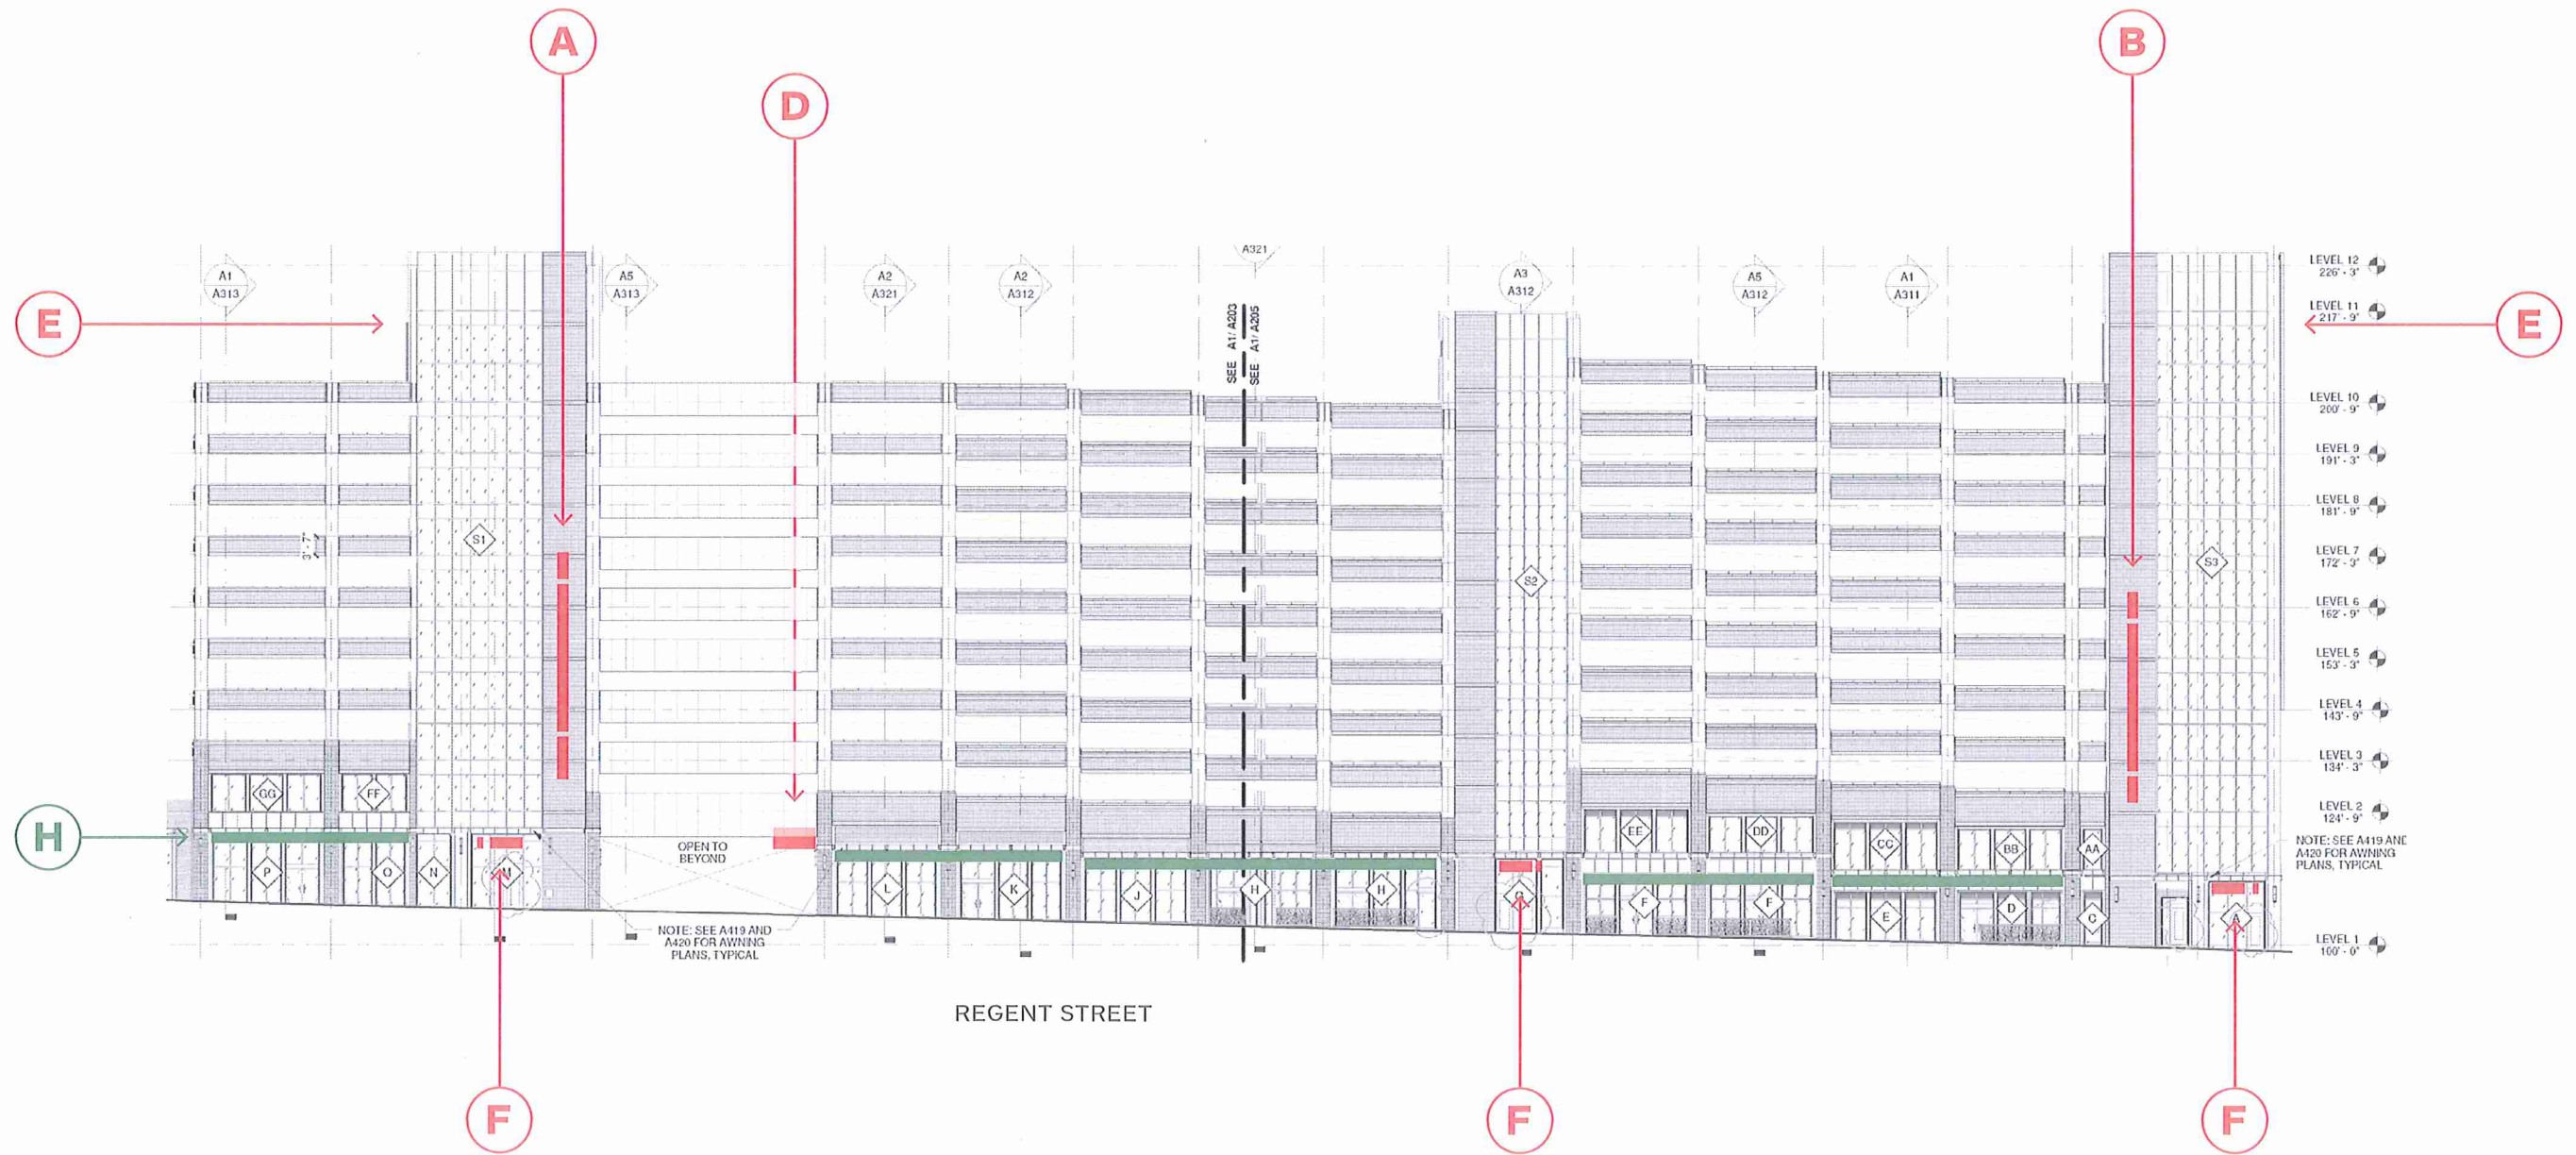 A
B
D
A321
A1
A313
A5
A313
A2
A321
A2
A312
A3
A312
A5
A312
A1
A311
LEVEL 12
226' - 3"
E
E
LEVEL 11
217' - 9"
SEE A1/ A203
SEE A1/ A205
LEVEL 10
200' - 9"
LEVEL 9
191' - 3"
LEVEL 8
181' - 9"
3' - 7"
S1
S2
S3
LEVEL 7
172' - 3"
LEVEL 6
162' - 9"
LEVEL 5
153' - 3"
LEVEL 4
143' - 9"
LEVEL 3
134' - 3"
GG
FF
LEVEL 2
124' - 9"
H
EE
DD
CC
BB
AA
OPEN TO
BEYOND
NOTE: SEE A419 AND
A420 FOR AWNING
PLANS, TYPICAL
P
O
N
M
L
K
J
H
H
G
F
F
E
D
C
A
NOTE: SEE A419 AND
A420 FOR AWNING
PLANS, TYPICAL
LEVEL 1
100' - 0"
REGENT STREET
F
F
F